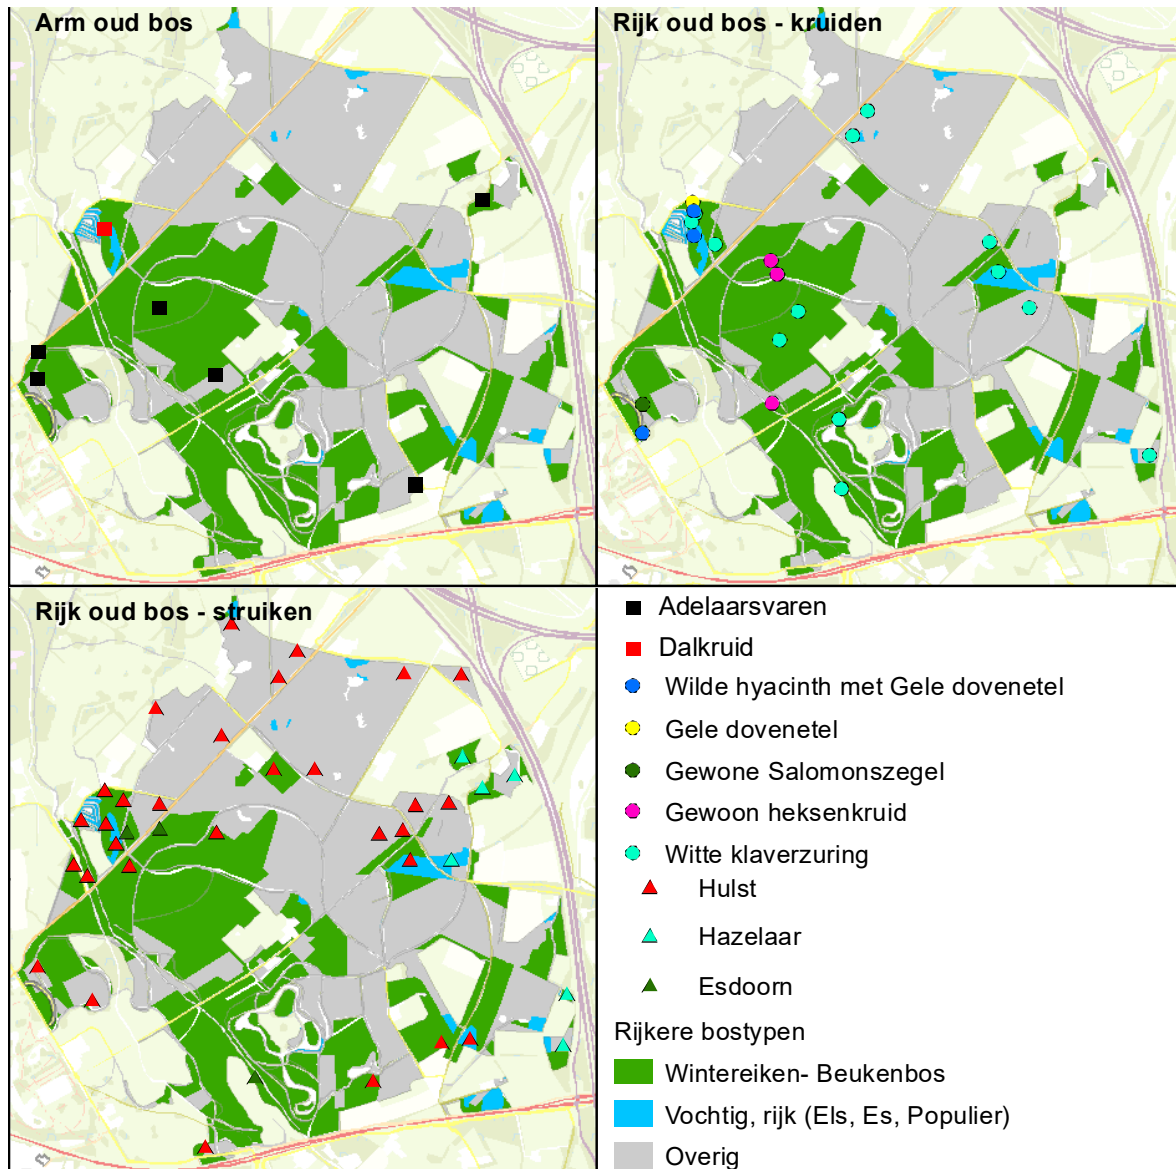 Arm oud bos
Rijk oud bos - kruiden
Rijk oud bos - struiken
Adelaarsvaren
Dalkruid
Wilde hyacinth met Gele dovenetel
Gele dovenetel
Gewone Salomonszegel
Gewoon heksenkruid
Witte klaverzuring
Hulst
Hazelaar
Esdoorn
Rijkere bostypen
Wintereiken- Beukenbos
Vochtig, rijk (Els, Es, Populier)
Overig